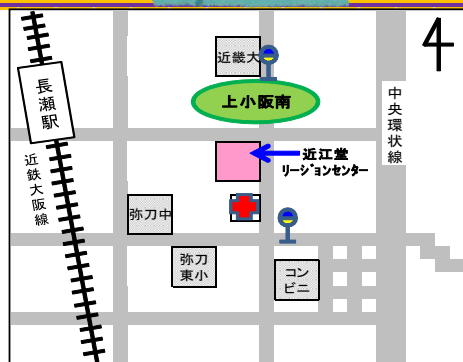 近畿大
上小阪南
長瀬駅
中央環状線
近江堂
リージョンセンター
近鉄大阪線
弥刀中
弥刀
東小
コン
ビニ